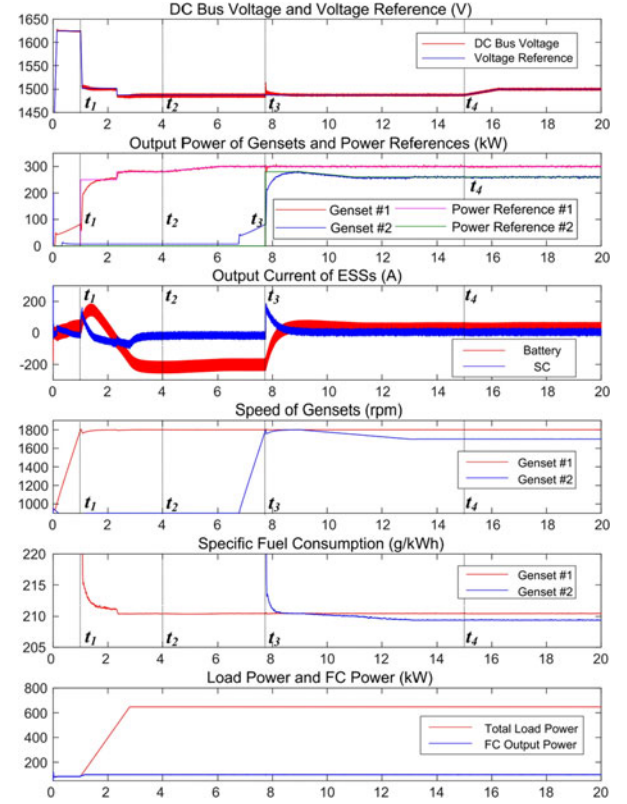 DC Bus Voltage and Voltage Reference (V)
1650
1600
1550
1500
1450
DC Bus Voltage
Voltage Reference
t1 t2 t3 t4
0 2 4 6 8 10 12 14 16 18 20
Output Power of Gensets and Power References (kW)
300
200
100
0
t1 t2 t3 t4
Genset #1 Power Reference #1
Genset #2 Power Reference #2
0 2 4 6 8 10 12 14 16 18 20
Output Current of ESSs (A)
200
0
-200
t1 t2 t3 t4
Battery
SC
0 2 4 6 8 10 12 14 16 18 20
Speed of Gensets (rpm)
1800
1600
1400
1200
1000
Genset #1
Genset #2
t1 t2 t3 t4
0 2 4 6 8 10 12 14 16 18 20
Specific Fuel Consumption (g/kWh)
220
215
210
205
Genset #1
Genset #2
t1 t2 t3 t4
0 2 4 6 8 10 12 14 16 18 20
Load Power and FC Power (kW)
800
600
400
200
Total Load Power
FC Output Power
0 2 4 6 8 10 12 14 16 18 20